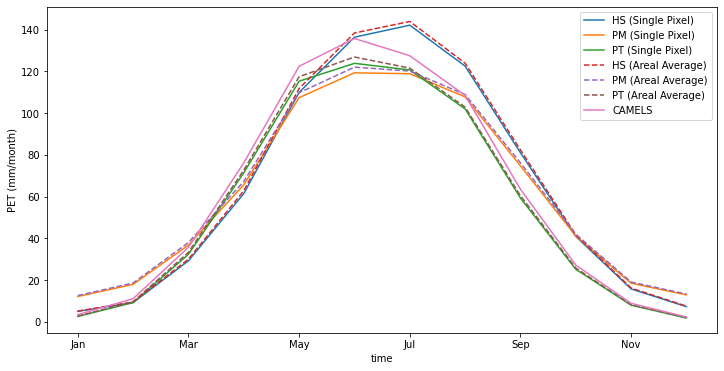 140
120
100
80
60
40
20
0
PET (mm/month)
Jan
Mar
May
Jul
Sep
Nov
time
HS (Single Pixel)
PM (Single Pixel)
PT (Single Pixel)
HS (Areal Average)
PM (Areal Average)
PT (Areal Average)
CAMELS